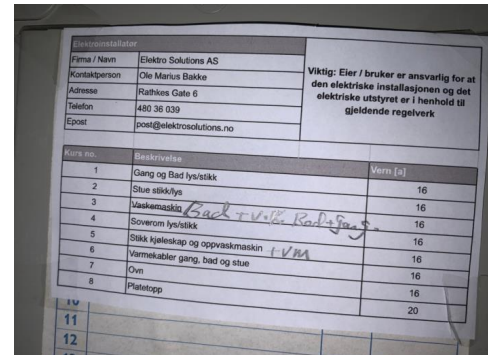 Elektroinstallatør
Firma / Navn Elektro Solutions AS
Kontaktperson Ole Marius Bakke
Adresse Rathkes Gate 6
Telefon 480 36 039
Epost post@elektrosolutions.no
Viktig: Eier / bruker er ansvarlig for at
den elektriske installasjonen og det
elektriske utstyret er i henhold til
gjeldende regelverk
Kurs no. Beskrivelse Vern [a]
1 Gang og Bad lys/stikk 16
2 Stue stikk/lys 16
3 Vaskemaskin Bad + 16
4 Soverom lys/stikk 16
5 Stikk kjøleskap og oppvaskmaskin + VM 16
6 Varmekabler gang, bad og stue 16
7 Ovn 16
8 Platetopp 20
10
11
12